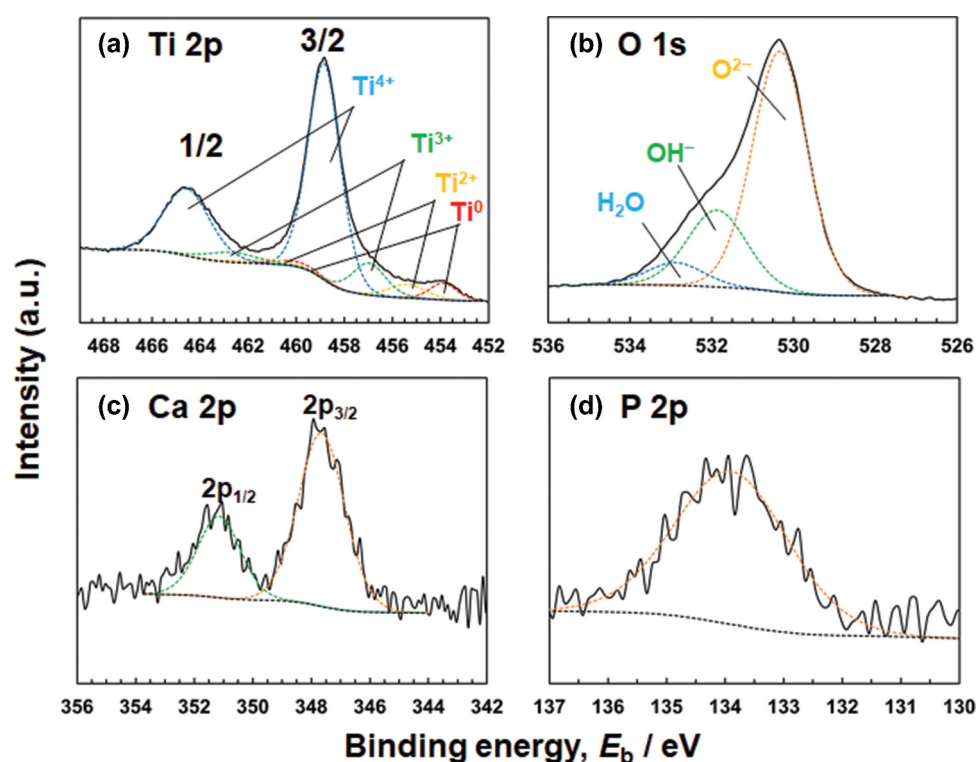 Intensity (a.u.)
(a) Ti 2p
3/2
1/2
Ti⁴⁺
Ti³⁺
Ti²⁺
Ti⁰
468 466 464 462 460 458 456 454 452
(b) O 1s
O²⁻
OH⁻
H₂O
536 534 532 530 528 526
(c) Ca 2p
2p₃/₂
2p₁/₂
356 354 352 350 348 346 344 342
(d) P 2p
137 136 135 134 133 132 131 130
Binding energy, E_b / eV